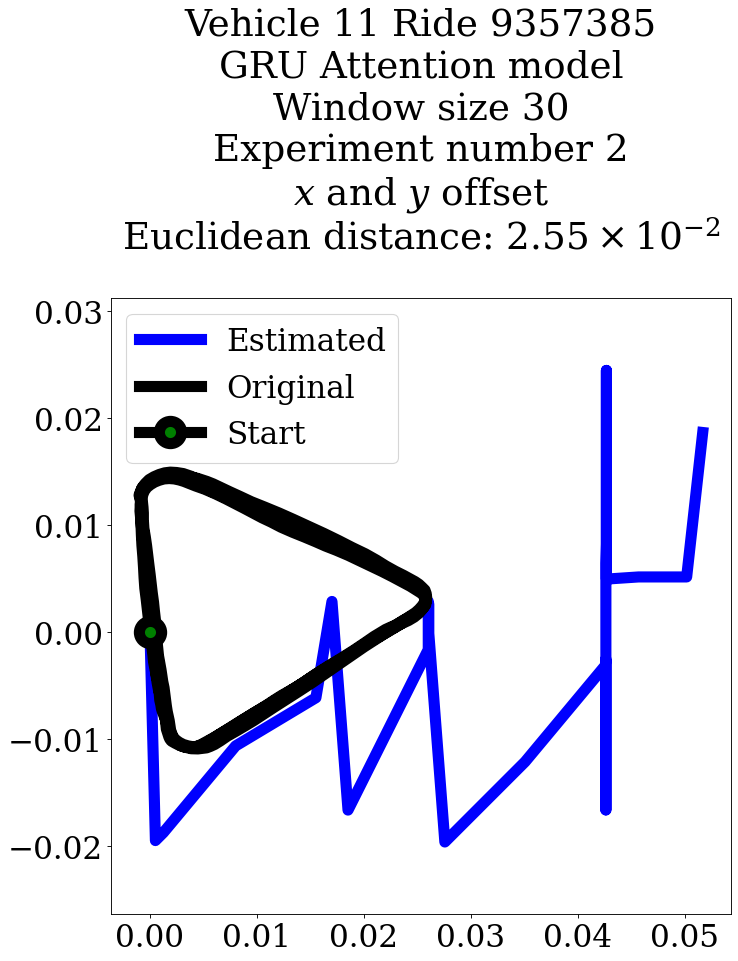 Vehicle 11 Ride 9357385
GRU Attention model
Window size 30
Experiment number 2
x and y offset
Euclidean distance: 2.55 × 10⁻²
0.03
0.02
0.01
0.00
−0.01
−0.02
Estimated
Original
Start
0.00 0.01 0.02 0.03 0.04 0.05